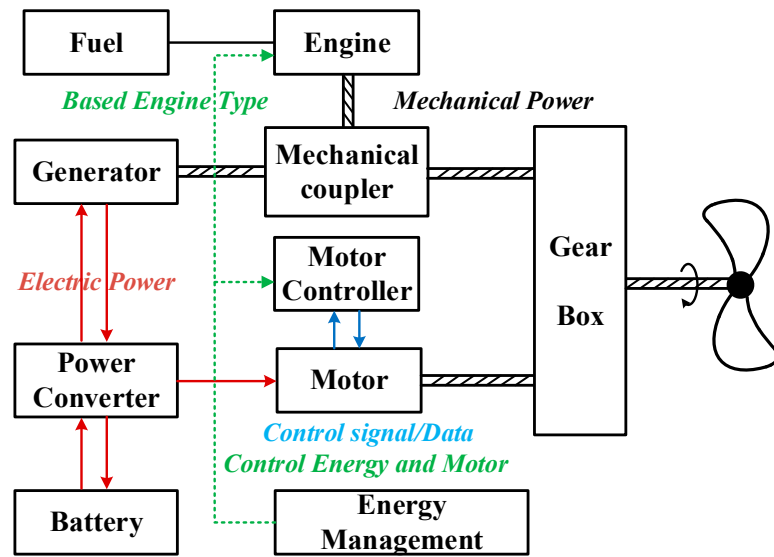 Fuel
Engine
Based Engine Type
Mechanical Power
Generator
Mechanical
coupler
Gear
Box
Electric Power
Motor
Controller
Power
Converter
Motor
Control signal/Data
Control Energy and Motor
Battery
Energy
Management